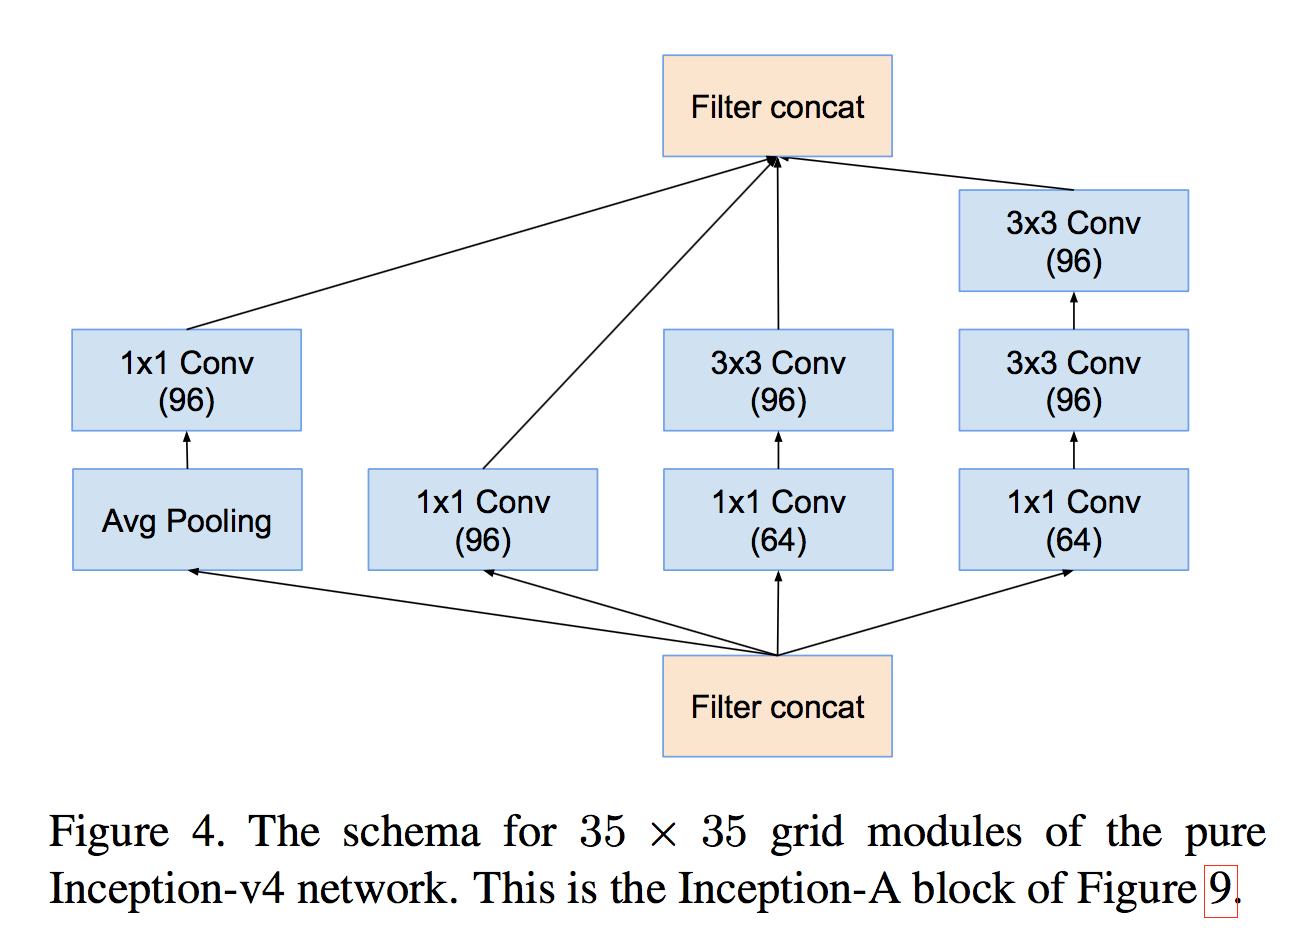 Filter concat
3x3 Conv
(96)
1x1 Conv
(96)
3x3 Conv
(96)
3x3 Conv
(96)
Avg Pooling
1x1 Conv
(96)
1x1 Conv
(64)
1x1 Conv
(64)
Filter concat
Figure 4. The schema for 35 × 35 grid modules of the pure
Inception-v4 network. This is the Inception-A block of Figure 9.